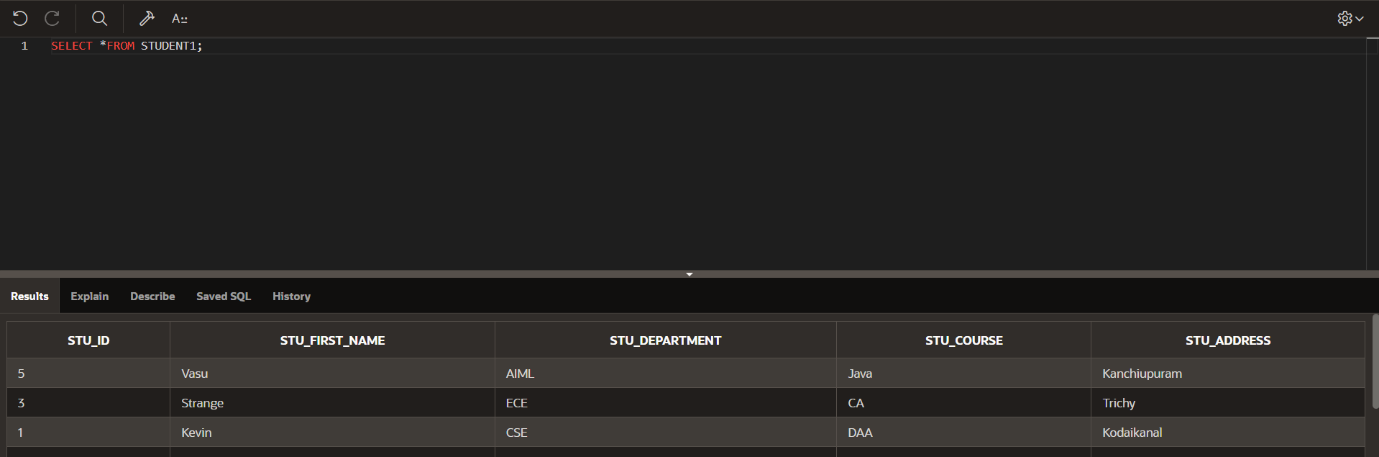 A::
1 SELECT *FROM STUDENT1;
Results Explain Describe Saved SQL History
STU_ID STU_FIRST_NAME STU_DEPARTMENT STU_COURSE STU_ADDRESS
5 Vasu AIML Java Kanchiupuram
3 Strange ECE CA Trichy
1 Kevin CSE DAA Kodaikanal